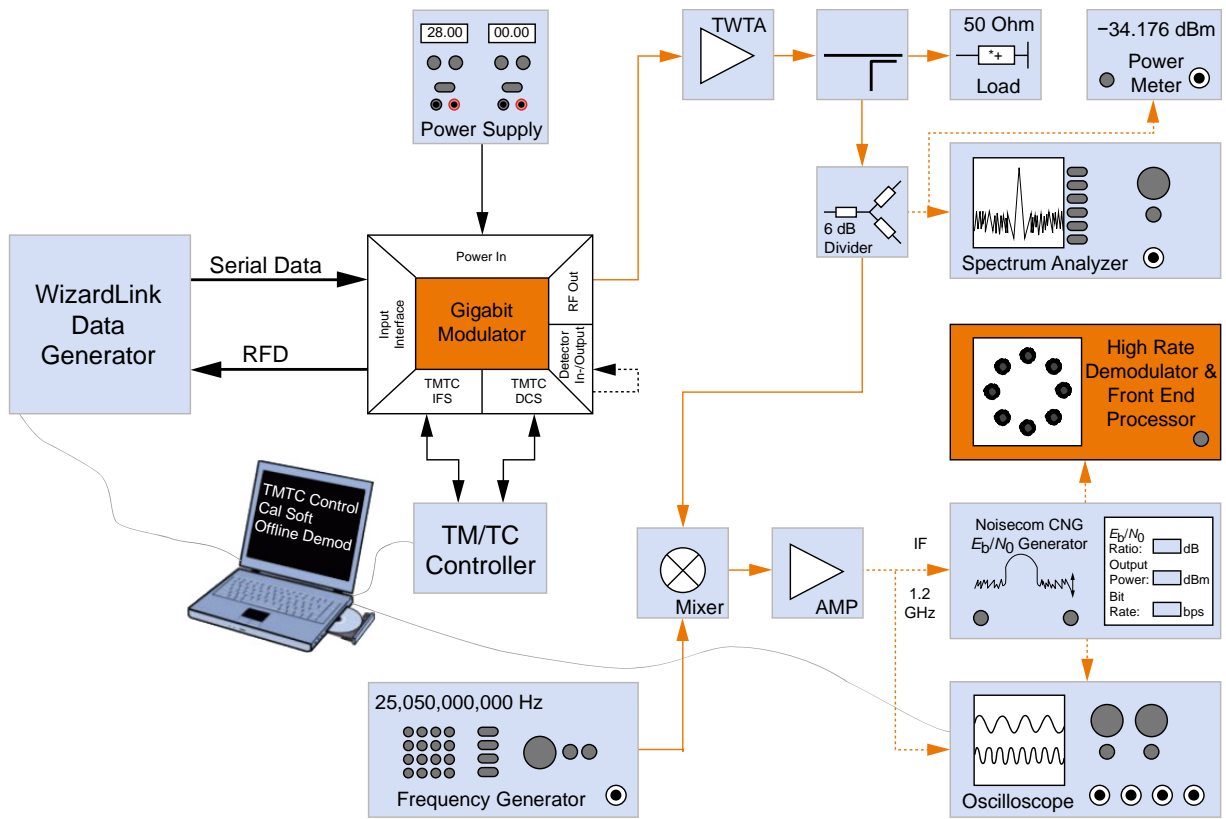 28.00
00.00
Power Supply
TWTA
50 Ohm
*+
Load
−34.176 dBm
Power
Meter
6 dB
Divider
Spectrum Analyzer
WizardLink
Data
Generator
Serial Data
RFD
Power In
Input
Interface
Gigabit
Modulator
RF Out
Detector
In-/Output
TMTC
IFS
TMTC
DCS
High Rate
Demodulator &
Front End
Processor
TMTC Control
Cal Soft
Offline Demod
TM/TC
Controller
Mixer
AMP
IF
1.2
GHz
Noisecom CNG
Eb/N0 Generator
Eb/N0
Ratio: dB
Output
Power: dBm
Bit
Rate: bps
25,050,000,000 Hz
Frequency Generator
Oscilloscope